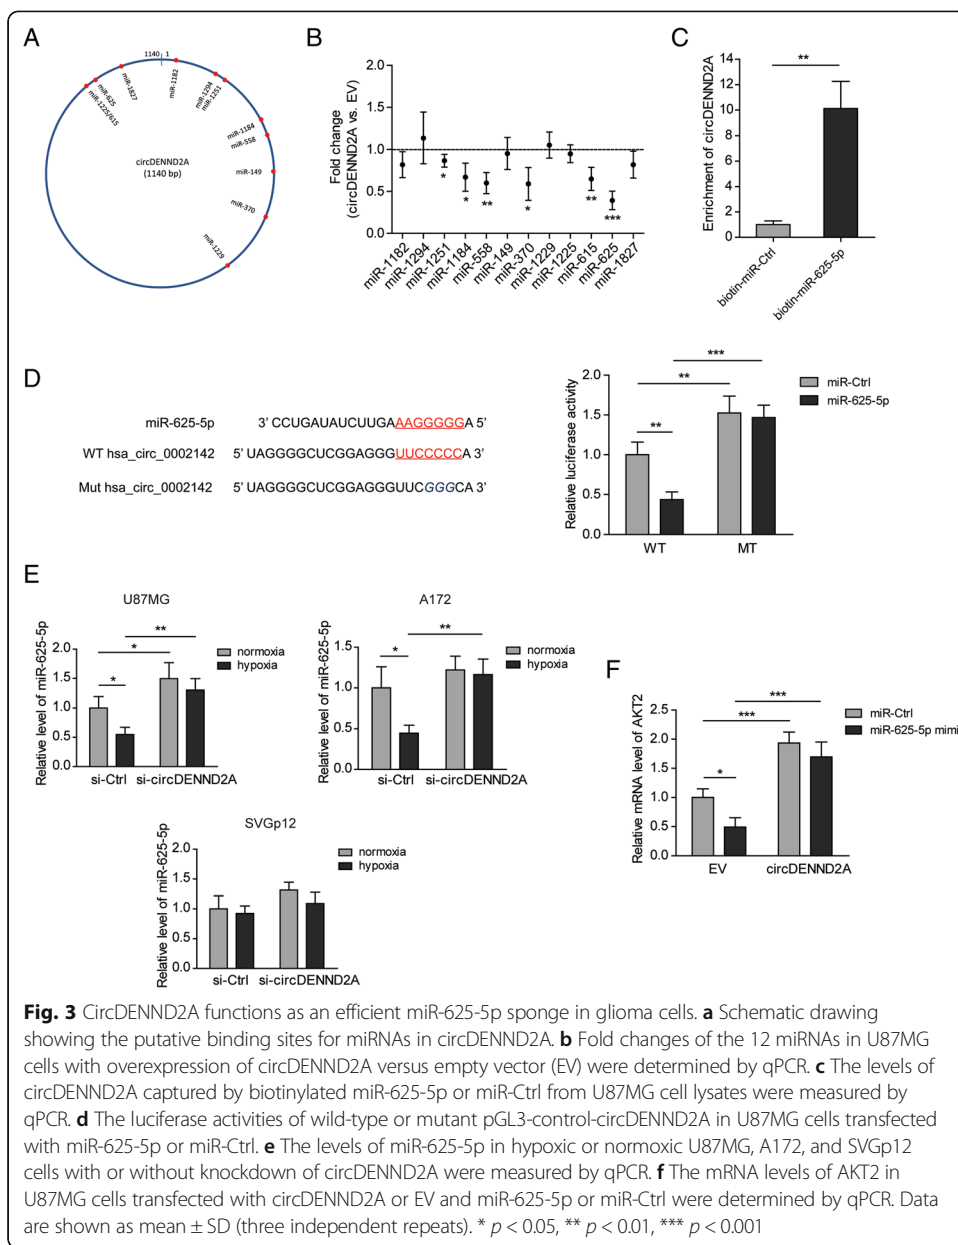 A
1140
1
miR-1182
miR-1294
miR-1251
miR-1184
miR-558
miR-149
miR-370
miR-1229
miR-1827
miR-625
miR-1225/615
circDENND2A
(1140 bp)
B
Fold change
(circDENND2A vs. EV)
2.0
1.5
1.0
0.5
0.0
*
*
**
*
**
***
miR-1182
miR-1294
miR-1251
miR-1184
miR-558
miR-149
miR-370
miR-1229
miR-1225
miR-615
miR-625
miR-1827
C
Enrichment of circDENND2A
14
12
10
8
6
4
2
0
**
biotin-miR-Ctrl
biotin-miR-625-5p
D
miR-625-5p 3' CCUGAUAUCUUGAAAGGGGGA 5'
WT hsa_circ_0002142 5' UAGGGGCUCGGAGGGUUCCCCCA 3'
Mut hsa_circ_0002142 5' UAGGGGCUCGGAGGGUUCGGGCA 3'
Relative luciferase activity
2.0
1.5
1.0
0.5
0.0
***
**
**
miR-Ctrl
miR-625-5p
WT
MT
E
U87MG
Relative level of miR-625-5p
2.0
1.5
1.0
0.5
0.0
**
*
*
normoxia
hypoxia
si-Ctrl
si-circDENND2A
A172
Relative level of miR-625-5p
1.5
1.0
0.5
0.0
**
*
normoxia
hypoxia
si-Ctrl
si-circDENND2A
SVGp12
Relative level of miR-625-5p
2.0
1.5
1.0
0.5
0.0
normoxia
hypoxia
si-Ctrl
si-circDENND2A
F
Relative mRNA level of AKT2
2.5
2.0
1.5
1.0
0.5
0.0
***
***
*
miR-Ctrl
miR-625-5p mimi
EV
circDENND2A
Fig. 3 CircDENND2A functions as an efficient miR-625-5p sponge in glioma cells. a Schematic drawing
showing the putative binding sites for miRNAs in circDENND2A. b Fold changes of the 12 miRNAs in U87MG
cells with overexpression of circDENND2A versus empty vector (EV) were determined by qPCR. c The levels of
circDENND2A captured by biotinylated miR-625-5p or miR-Ctrl from U87MG cell lysates were measured by
qPCR. d The luciferase activities of wild-type or mutant pGL3-control-circDENND2A in U87MG cells transfected
with miR-625-5p or miR-Ctrl. e The levels of miR-625-5p in hypoxic or normoxic U87MG, A172, and SVGp12
cells with or without knockdown of circDENND2A were measured by qPCR. f The mRNA levels of AKT2 in
U87MG cells transfected with circDENND2A or EV and miR-625-5p or miR-Ctrl were determined by qPCR. Data
are shown as mean ± SD (three independent repeats). * p < 0.05, ** p < 0.01, *** p < 0.001